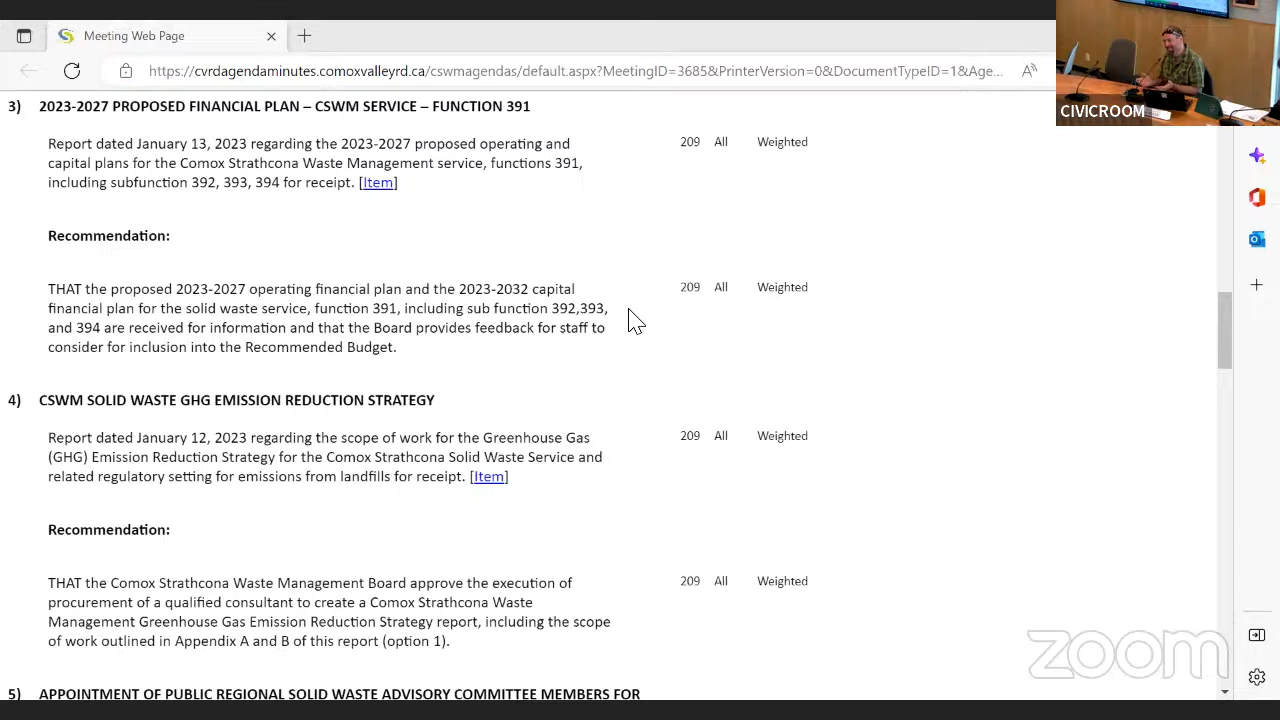 Meeting Web Page
https://cvrdagendaminutes.comoxvalleyrd.ca/cswmagendas/default.aspx?MeetingID=3685&PrinterVersion=0&DocumentTypeID=1&Age...
CIVICROOM
3) 2023-2027 PROPOSED FINANCIAL PLAN – CSWM SERVICE – FUNCTION 391
Report dated January 13, 2023 regarding the 2023-2027 proposed operating and 209 All Weighted
capital plans for the Comox Strathcona Waste Management service, functions 391,
including subfunction 392, 393, 394 for receipt. [Item]
Recommendation:
THAT the proposed 2023-2027 operating financial plan and the 2023-2032 capital 209 All Weighted
financial plan for the solid waste service, function 391, including sub function 392,393,
and 394 are received for information and that the Board provides feedback for staff to
consider for inclusion into the Recommended Budget.
4) CSWM SOLID WASTE GHG EMISSION REDUCTION STRATEGY
Report dated January 12, 2023 regarding the scope of work for the Greenhouse Gas 209 All Weighted
(GHG) Emission Reduction Strategy for the Comox Strathcona Solid Waste Service and
related regulatory setting for emissions from landfills for receipt. [Item]
Recommendation:
THAT the Comox Strathcona Waste Management Board approve the execution of 209 All Weighted
procurement of a qualified consultant to create a Comox Strathcona Waste
Management Greenhouse Gas Emission Reduction Strategy report, including the scope
of work outlined in Appendix A and B of this report (option 1).
5) APPOINTMENT OF PUBLIC REGIONAL SOLID WASTE ADVISORY COMMITTEE MEMBERS FOR
zoom